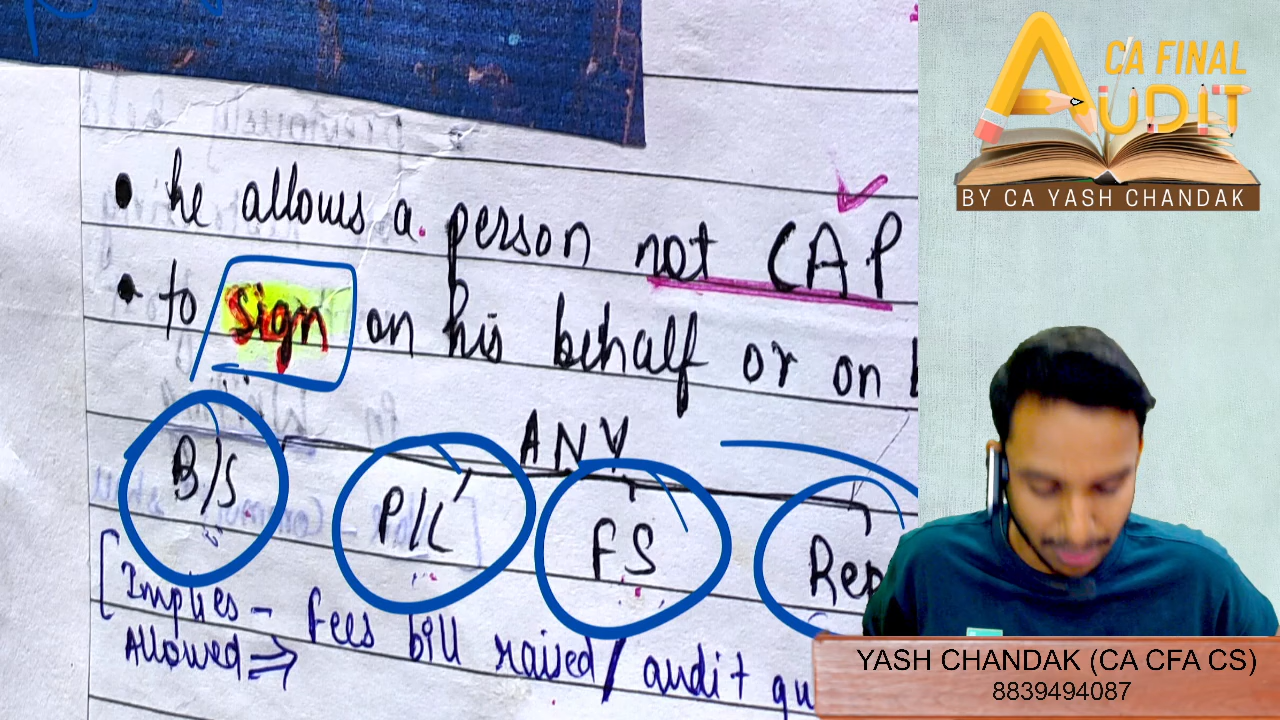 • he allows a person not CAP
• to Sign on his behalf or on
ANY
B/S P/L FS Rep
[Implies - Fees bill raised / audit qu
Allowed ⇒
CA FINAL
AUDIT
BY CA YASH CHANDAK
YASH CHANDAK (CA CFA CS)
8839494087